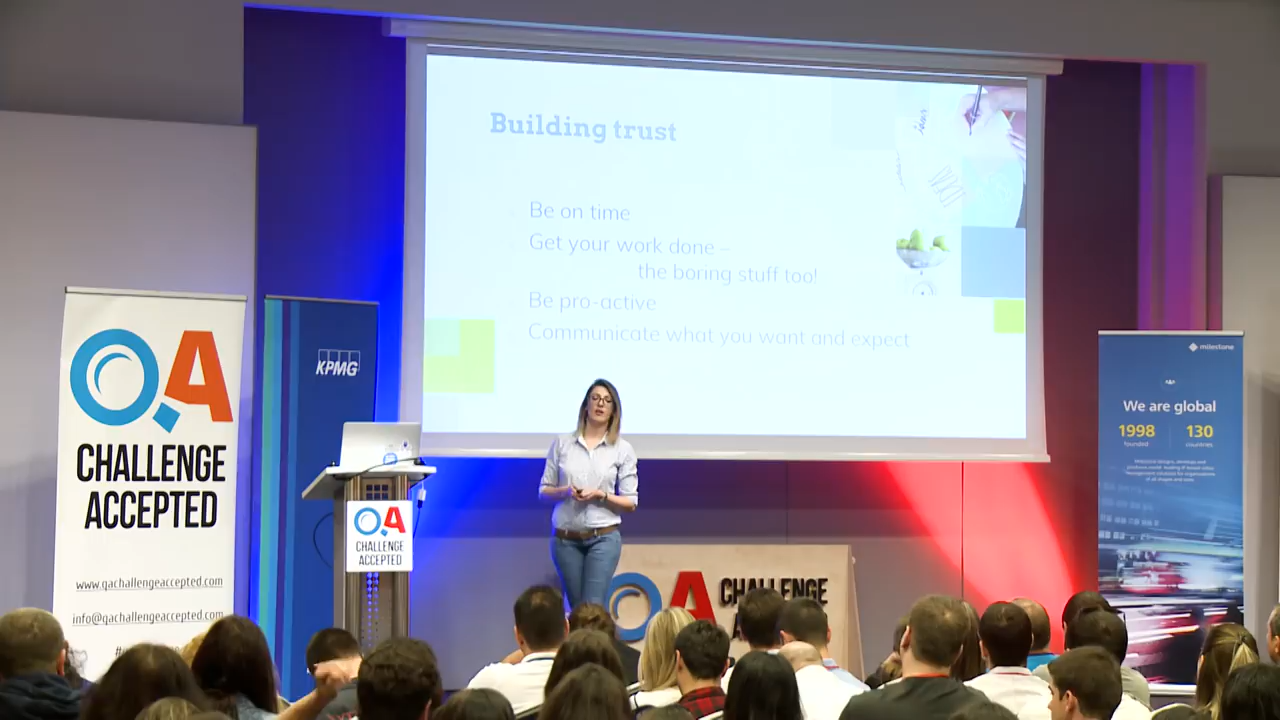 Building trust
Be on time
Get your work done –
the boring stuff too!
Be pro-active
Communicate what you want and expect
QA
CHALLENGE
ACCEPTED
www.qachallengeaccepted.com
info@qachallengeaccepted.com
KPMG
QA
CHALLENGE
ACCEPTED
QA
CHALLENGE
milestone
We are global
1998
130
founded
countries